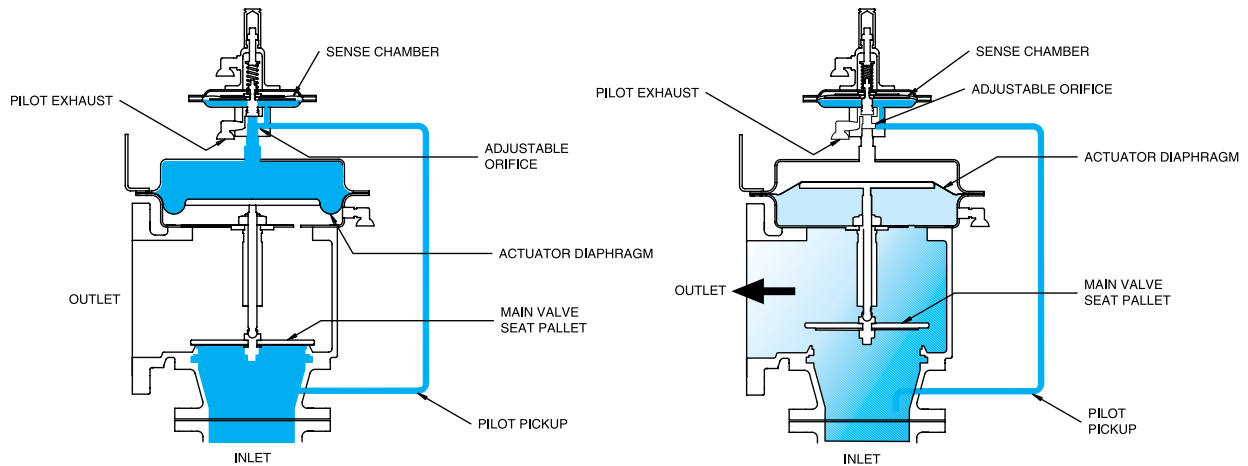 SENSE CHAMBER
PILOT EXHAUST
ADJUSTABLE
ORIFICE
ACTUATOR DIAPHRAGM
OUTLET
MAIN VALVE
SEAT PALLET
PILOT PICKUP
INLET
SENSE CHAMBER
PILOT EXHAUST
ADJUSTABLE ORIFICE
ACTUATOR DIAPHRAGM
OUTLET
MAIN VALVE
SEAT PALLET
PILOT
PICKUP
INLET